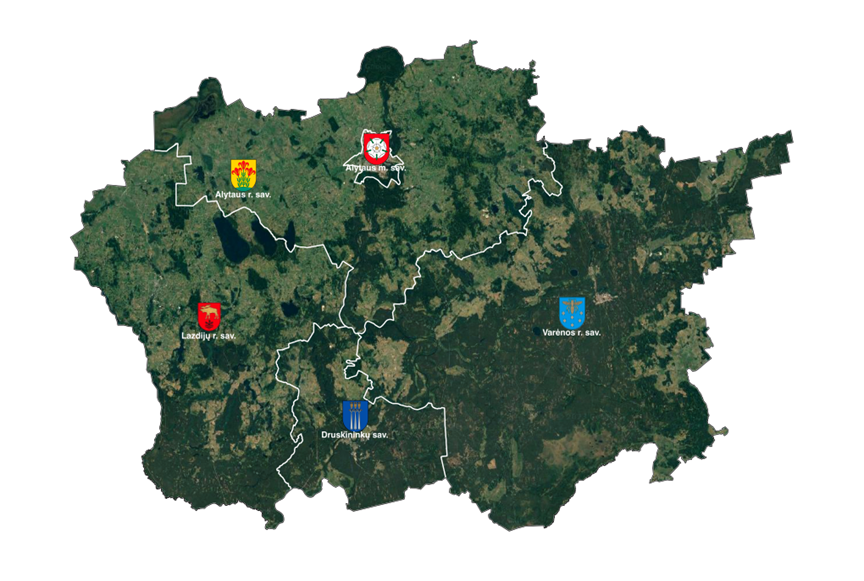 Alytaus m. sav.
Alytaus r. sav.
Lazdijų r. sav.
Varėnos r. sav.
Druskininkų sav.